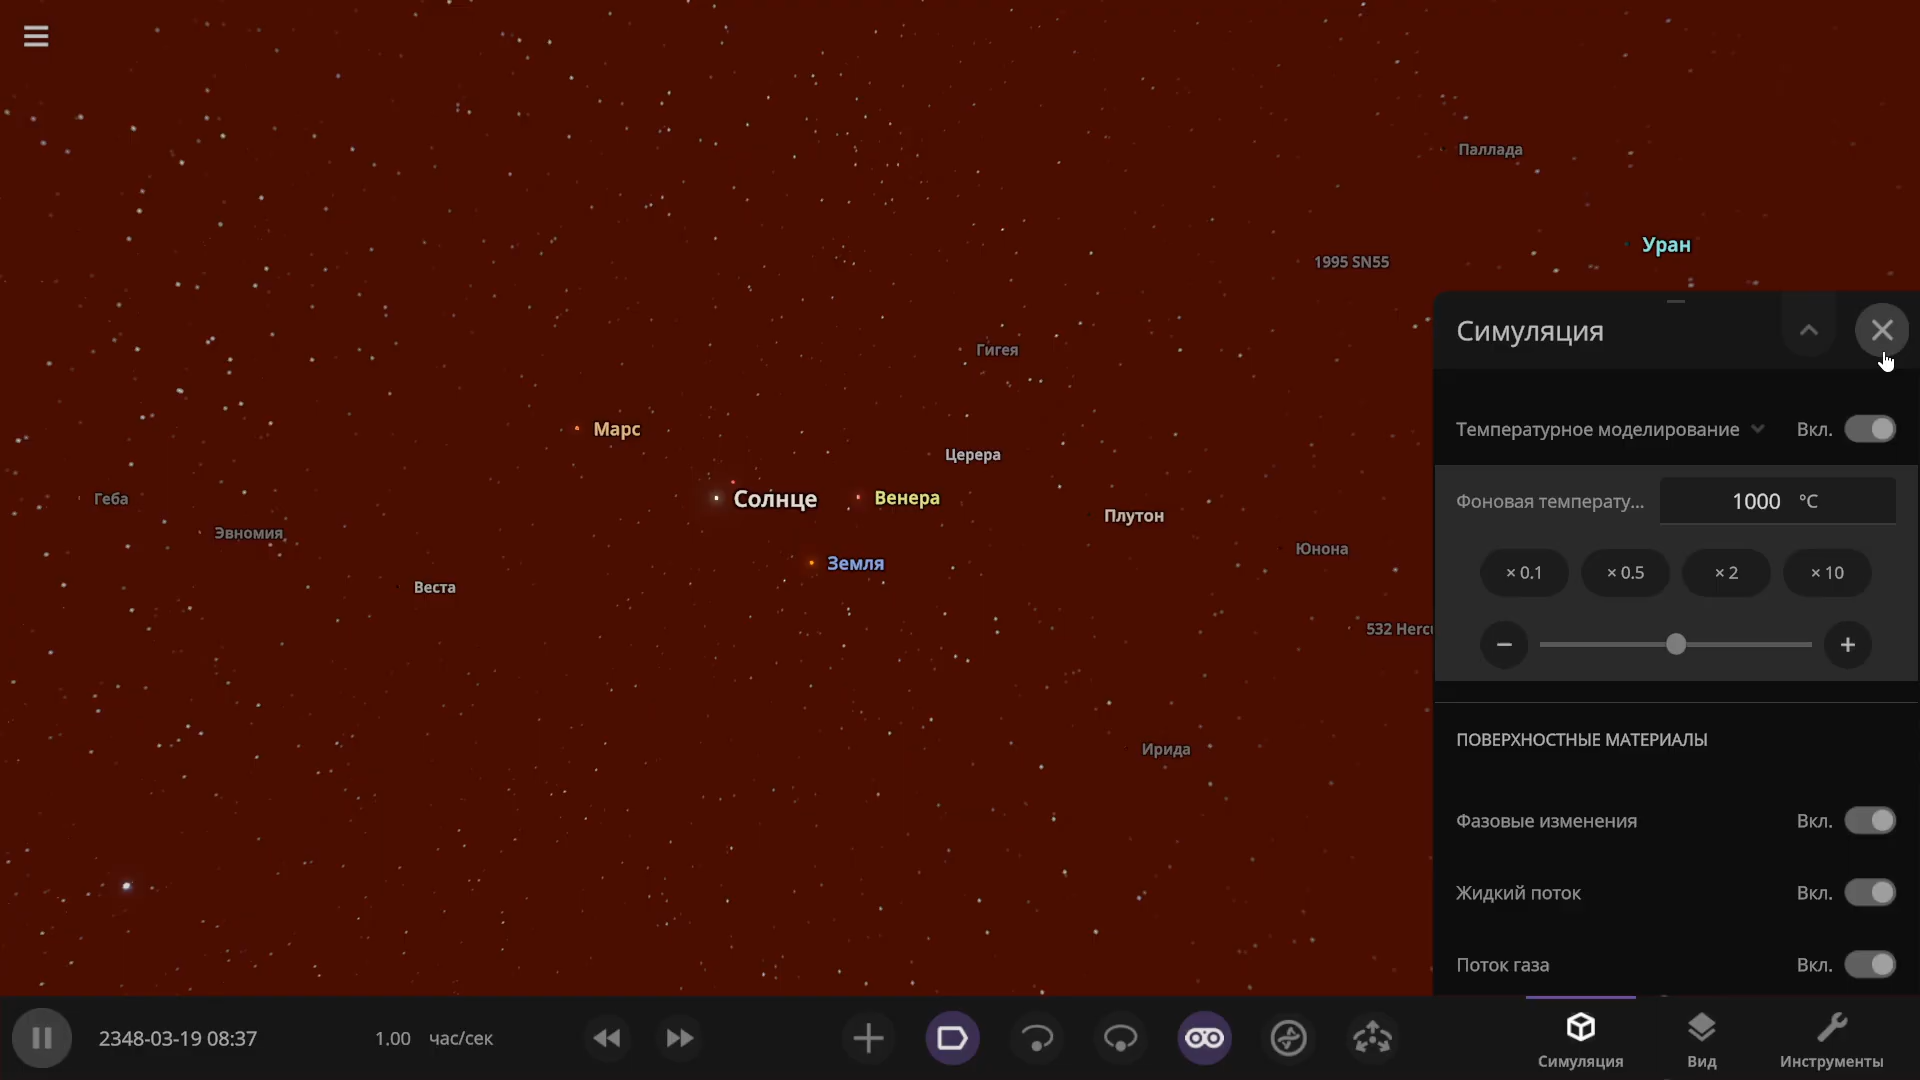 Паллада
Уран
1995 SN55
Гигея
Марс
Церера
Солнце
Венера
Геба
Плутон
Эвномия
Юнона
Земля
Веста
532 Herc
Ирида
Симуляция
Температурное моделирование Вкл.
Фоновая температу... 1000 °C
× 0.1 × 0.5 × 2 × 10
ПОВЕРХНОСТНЫЕ МАТЕРИАЛЫ
Фазовые изменения Вкл.
Жидкий поток Вкл.
Поток газа Вкл.
2348-03-19 08:37 1.00 час/сек
Симуляция Вид Инструменты